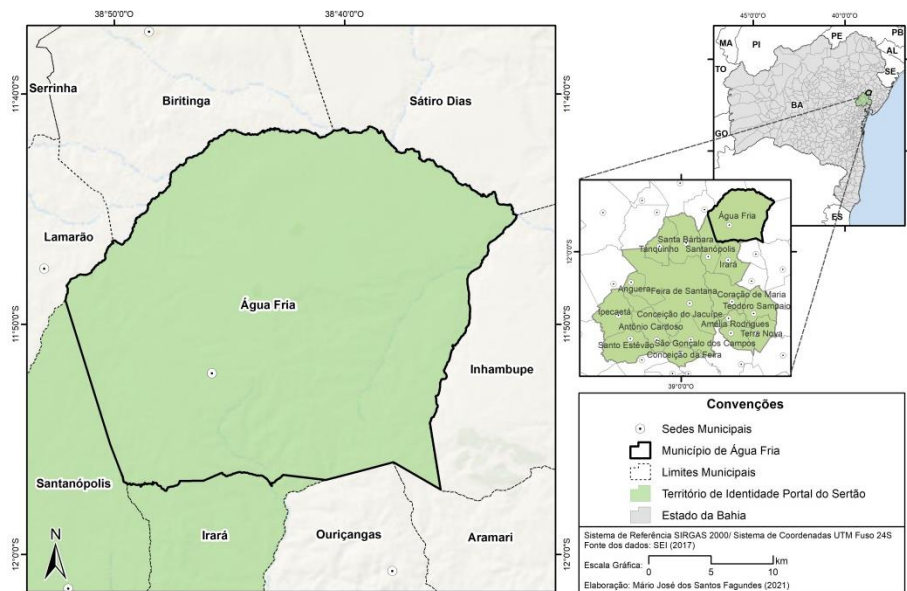 38°50'0"O
38°40'0"O
11°40'0"S
11°50'0"S
12°0'0"S
Serrinha
Biritinga
Sátiro Dias
Lamarão
Água Fria
Inhambupe
Santanópolis
Irará
Ouriçangas
Aramari
N
11°40'0"S
11°50'0"S
12°0'0"S
45°0'0"O
40°0'0"O
MA
PI
PE
PB
AL
TO
SE
BA
GO
ES
Água Fria
Santa Bárbara
Tanquinho
Santanópolis
Irará
Anguera
Feira de Santana
Coração de Maria
Teodoro Sampaio
Ipecaetá
Conceição do Jacuípe
Antônio Cardoso
Amélia Rodrigues
Terra Nova
Santo Estêvão
São Gonçalo dos Campos
Conceição da Feira
12°0'0"S
39°0'0"O
Convenções
Sedes Municipais
Município de Água Fria
Limites Municipais
Território de Identidade Portal do Sertão
Estado da Bahia
Sistema de Referência SIRGAS 2000/ Sistema de Coordenadas UTM Fuso 24S
Fonte dos dados: SEI (2017)
Escala Gráfica:
0
5
10
km
Elaboração: Mário José dos Santos Fagundes (2021)